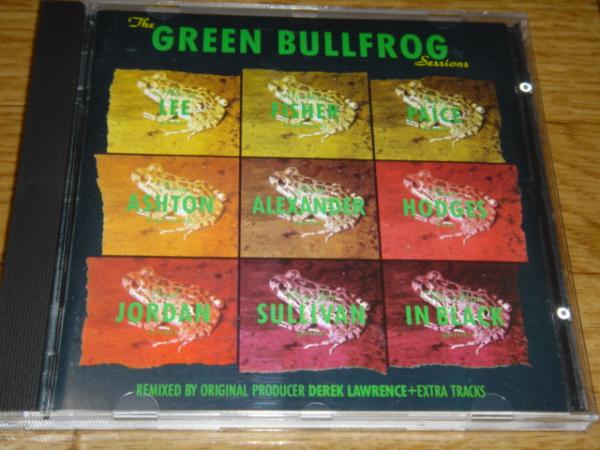 The
GREEN BULLFROG
Sessions
LEE FISHER PAICE
ASHTON ALEXANDER HODGES
JORDAN SULLIVAN IN BLACK
REMIXED BY ORIGINAL PRODUCER DEREK LAWRENCE+EXTRA TRACKS